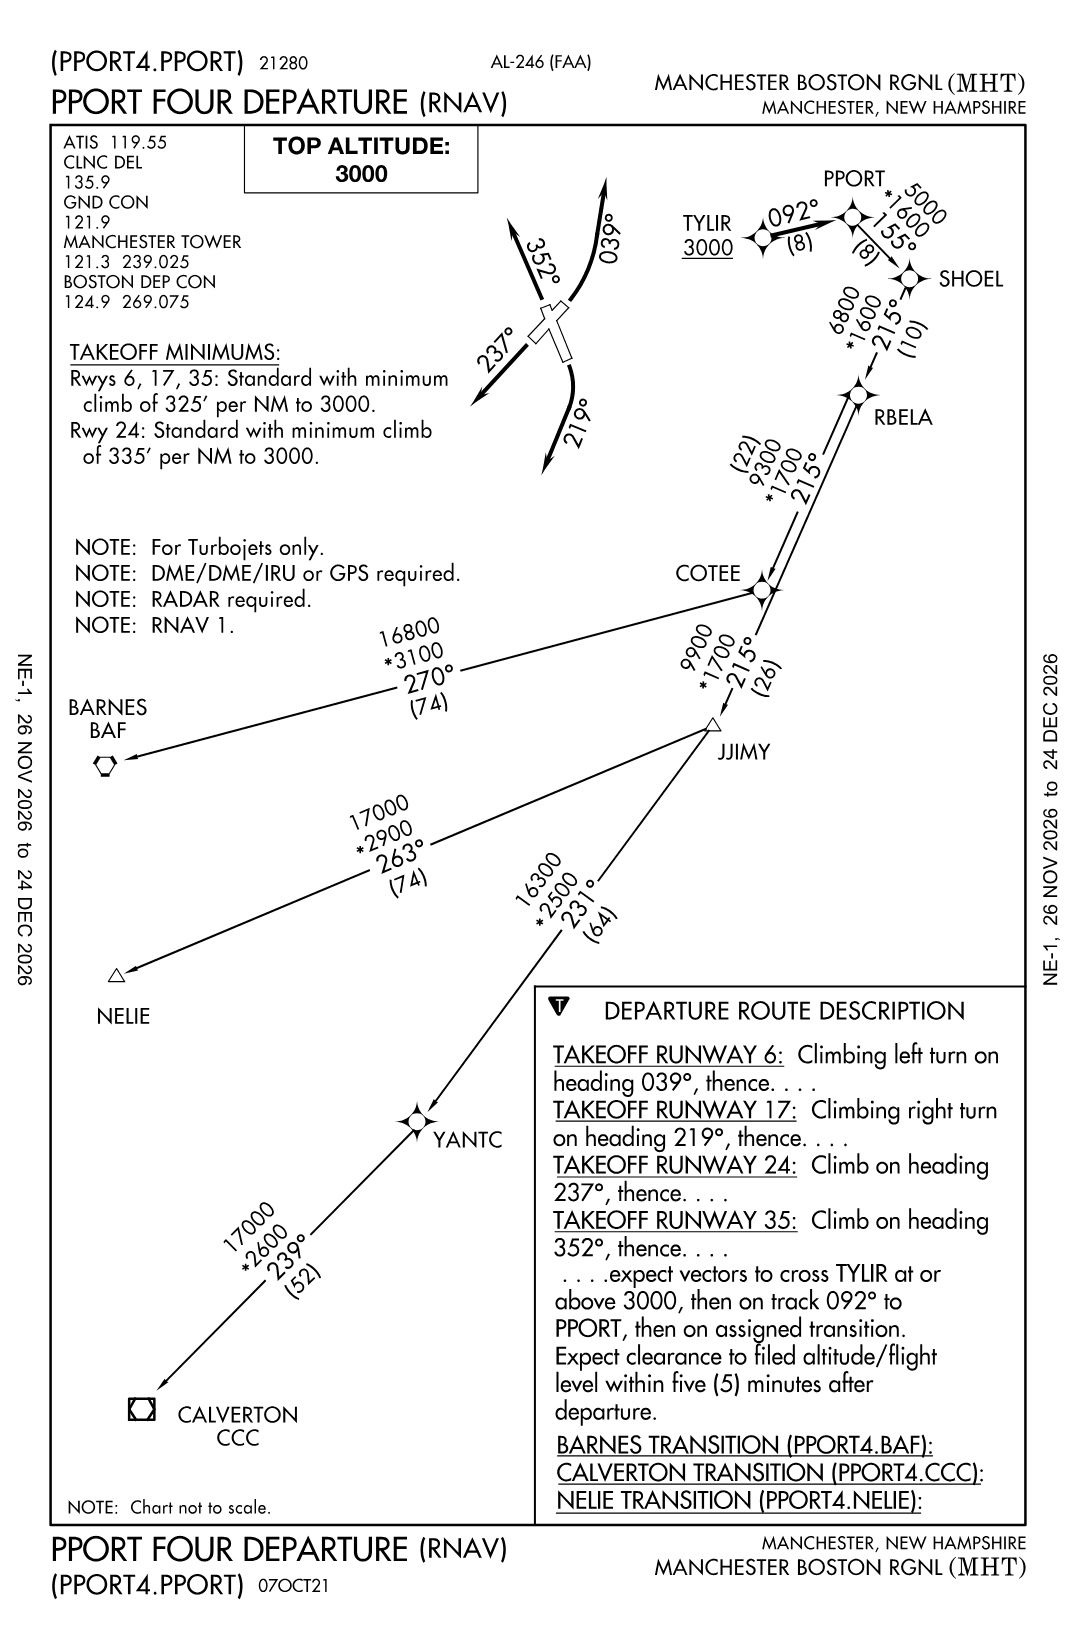 (PPORT4.PPORT) 21280
AL-246 (FAA)
MANCHESTER BOSTON RGNL (MHT)
PPORT FOUR DEPARTURE (RNAV)
MANCHESTER, NEW HAMPSHIRE
ATIS 119.55
CLNC DEL
135.9
GND CON
121.9
MANCHESTER TOWER
121.3 239.025
BOSTON DEP CON
124.9 269.075
TOP ALTITUDE:
3000
TAKEOFF MINIMUMS:
Rwys 6, 17, 35: Standard with minimum
climb of 325' per NM to 3000.
Rwy 24: Standard with minimum climb
of 335' per NM to 3000.
352°
039°
237°
219°
NOTE: For Turbojets only.
NOTE: DME/DME/IRU or GPS required.
NOTE: RADAR required.
NOTE: RNAV 1.
TYLIR
3000
092°
(8)
PPORT
5000
*1600
155°
(8)
SHOEL
6800
*1600
215°
(10)
RBELA
(22)
9300
*1700
215°
COTEE
9900
*1700
215°
(26)
JJIMY
16800
*3100
270°
(74)
BARNES
BAF
17000
*2900
263°
(74)
NELIE
16300
*2500
231°
(64)
YANTC
17000
*2600
239°
(52)
CALVERTON
CCC
NE-1, 26 NOV 2026 to 24 DEC 2026
NE-1, 26 NOV 2026 to 24 DEC 2026
T DEPARTURE ROUTE DESCRIPTION
TAKEOFF RUNWAY 6: Climbing left turn on
heading 039°, thence. . . .
TAKEOFF RUNWAY 17: Climbing right turn
on heading 219°, thence. . . .
TAKEOFF RUNWAY 24: Climb on heading
237°, thence. . . .
TAKEOFF RUNWAY 35: Climb on heading
352°, thence. . . .
. . . .expect vectors to cross TYLIR at or
above 3000, then on track 092° to
PPORT, then on assigned transition.
Expect clearance to filed altitude/flight
level within five (5) minutes after
departure.
BARNES TRANSITION (PPORT4.BAF):
CALVERTON TRANSITION (PPORT4.CCC):
NELIE TRANSITION (PPORT4.NELIE):
NOTE: Chart not to scale.
PPORT FOUR DEPARTURE (RNAV)
MANCHESTER, NEW HAMPSHIRE
(PPORT4.PPORT) 07OCT21
MANCHESTER BOSTON RGNL (MHT)